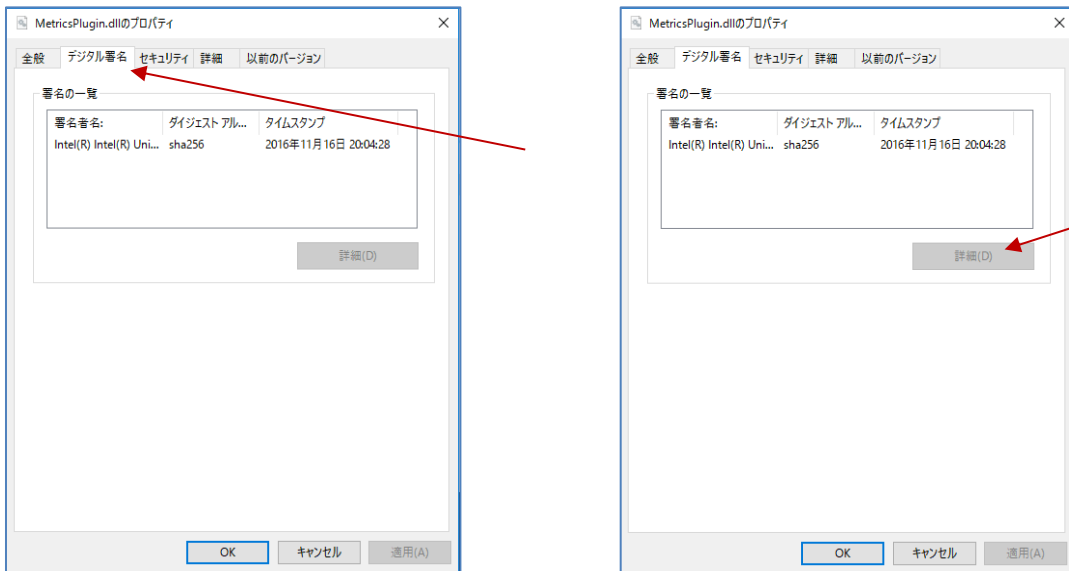 MetricsPlugin.dllのプロパティ
全般 デジタル署名 セキュリティ 詳細 以前のバージョン
署名の一覧
署名者名: ダイジェスト アル... タイムスタンプ
Intel(R) Intel(R) Uni... sha256 2016年11月16日 20:04:28
詳細(D)
OK キャンセル 適用(A)
MetricsPlugin.dllのプロパティ
全般 デジタル署名 セキュリティ 詳細 以前のバージョン
署名の一覧
署名者名: ダイジェスト アル... タイムスタンプ
Intel(R) Intel(R) Uni... sha256 2016年11月16日 20:04:28
詳細(D)
OK キャンセル 適用(A)